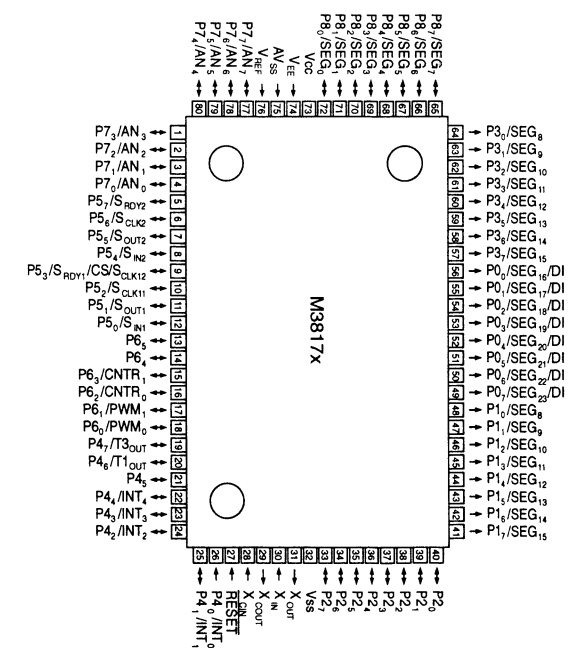 P7₄/AN₄
P7₅/AN₅
P7₆/AN₆
P7₇/AN₇
V_REF
AV_SS
V_EE
V_CC
P8₀/SEG₀
P8₁/SEG₁
P8₂/SEG₂
P8₃/SEG₃
P8₄/SEG₄
P8₅/SEG₅
P8₆/SEG₆
P8₇/SEG₇
80 79 78 77 76 75 74 73 72 71 70 69 68 67 66 65
P7₃/AN₃ 1
P7₂/AN₂ 2
P7₁/AN₁ 3
P7₀/AN₀ 4
P5₇/S_RDY2 5
P5₆/S_CLK2 6
P5₅/S_OUT2 7
P5₄/S_IN2 8
P5₃/S_RDY1/CS/S_CLK12 9
P5₂/S_CLK11 10
P5₁/S_OUT1 11
P5₀/S_IN1 12
P6₅ 13
P6₄ 14
P6₃/CNTR₁ 15
P6₂/CNTR₀ 16
P6₁/PWM₁ 17
P6₀/PWM₀ 18
P4₇/T3_OUT 19
P4₆/T1_OUT 20
P4₅ 21
P4₄/INT₄ 22
P4₃/INT₃ 23
P4₂/INT₂ 24
M3817x
64 P3₀/SEG₈
63 P3₁/SEG₉
62 P3₂/SEG₁₀
61 P3₃/SEG₁₁
60 P3₄/SEG₁₂
59 P3₅/SEG₁₃
58 P3₆/SEG₁₄
57 P3₇/SEG₁₅
56 P0₀/SEG₁₆/DI
55 P0₁/SEG₁₇/DI
54 P0₂/SEG₁₈/DI
53 P0₃/SEG₁₉/DI
52 P0₄/SEG₂₀/DI
51 P0₅/SEG₂₁/DI
50 P0₆/SEG₂₂/DI
49 P0₇/SEG₂₃/DI
48 P1₀/SEG₈
47 P1₁/SEG₉
46 P1₂/SEG₁₀
45 P1₃/SEG₁₁
44 P1₄/SEG₁₂
43 P1₅/SEG₁₃
42 P1₆/SEG₁₄
41 P1₇/SEG₁₅
25 26 27 28 29 30 31 32 33 34 35 36 37 38 39 40
P4₁/INT₁
P4₀/INT₀
RESET
X_CIN
X_COUT
X_IN
X_OUT
V_SS
P2₇
P2₆
P2₅
P2₄
P2₃
P2₂
P2₁
P2₀